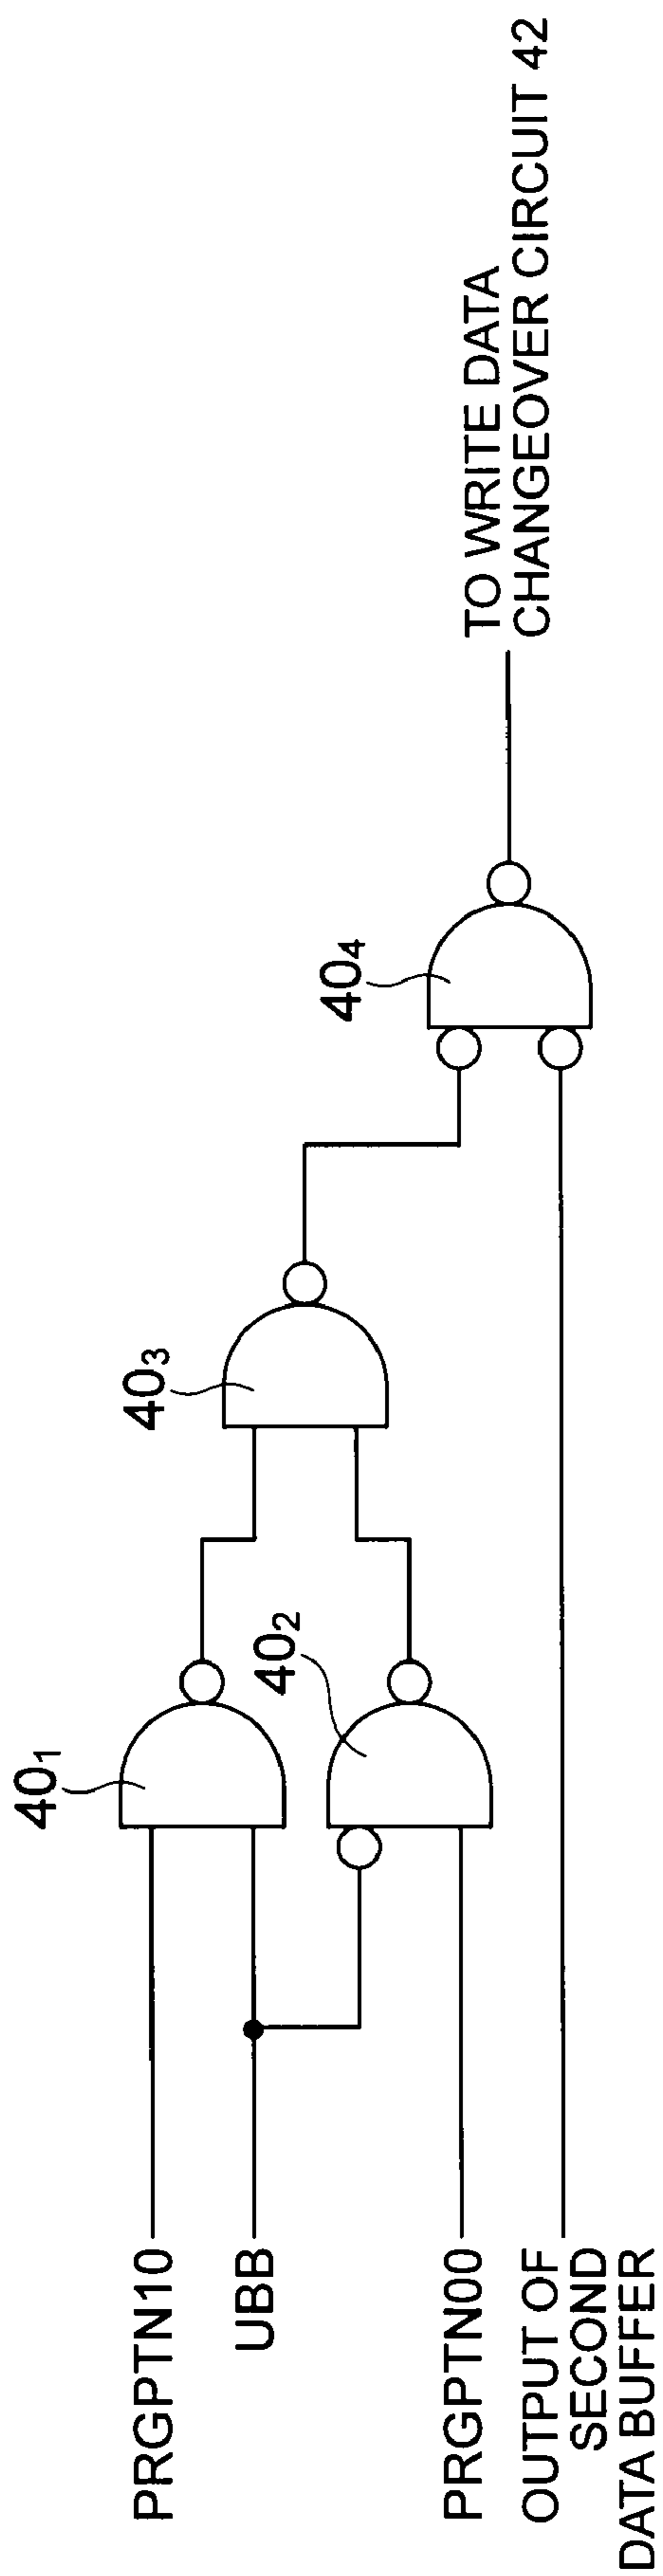 PRGPTN10
UBB
PRGPTN00
OUTPUT OF
SECOND
DATA BUFFER
40₁
40₂
40₃
40₄
TO WRITE DATA
CHANGEOVER CIRCUIT 42